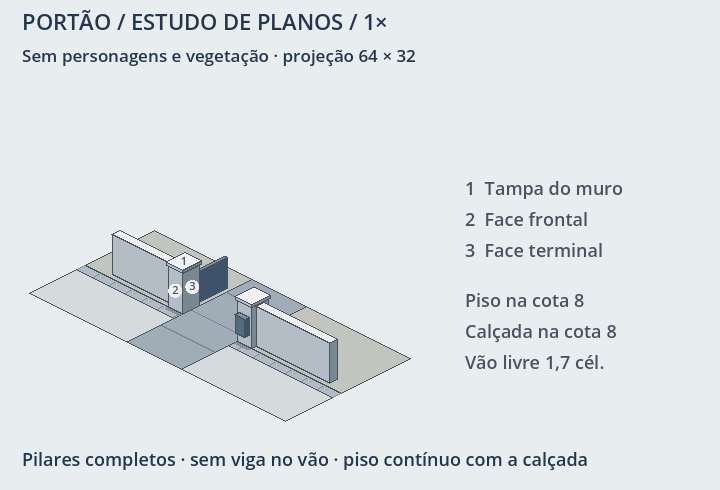 PORTÃO / ESTUDO DE PLANOS / 1×
Sem personagens e vegetação · projeção 64 × 32
1 Tampa do muro
2 Face frontal
3 Face terminal
1
2
3
Piso na cota 8
Calçada na cota 8
Vão livre 1,7 cél.
Pilares completos · sem viga no vão · piso contínuo com a calçada